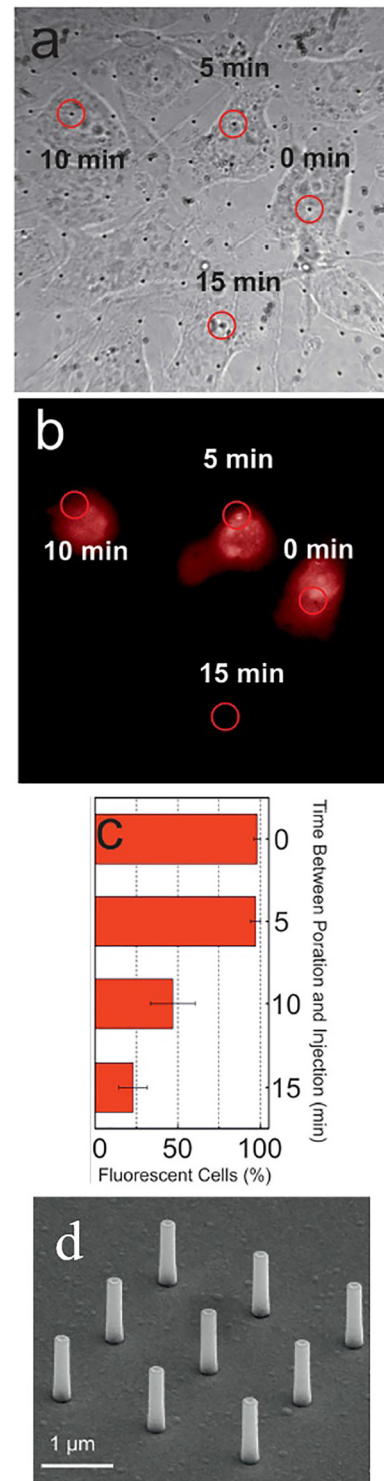 a
5 min
10 min
0 min
15 min
b
5 min
10 min
0 min
15 min
C
Time Between Poration and Injection (min)
0
5
10
15
0
50
100
Fluorescent Cells (%)
d
1 µm